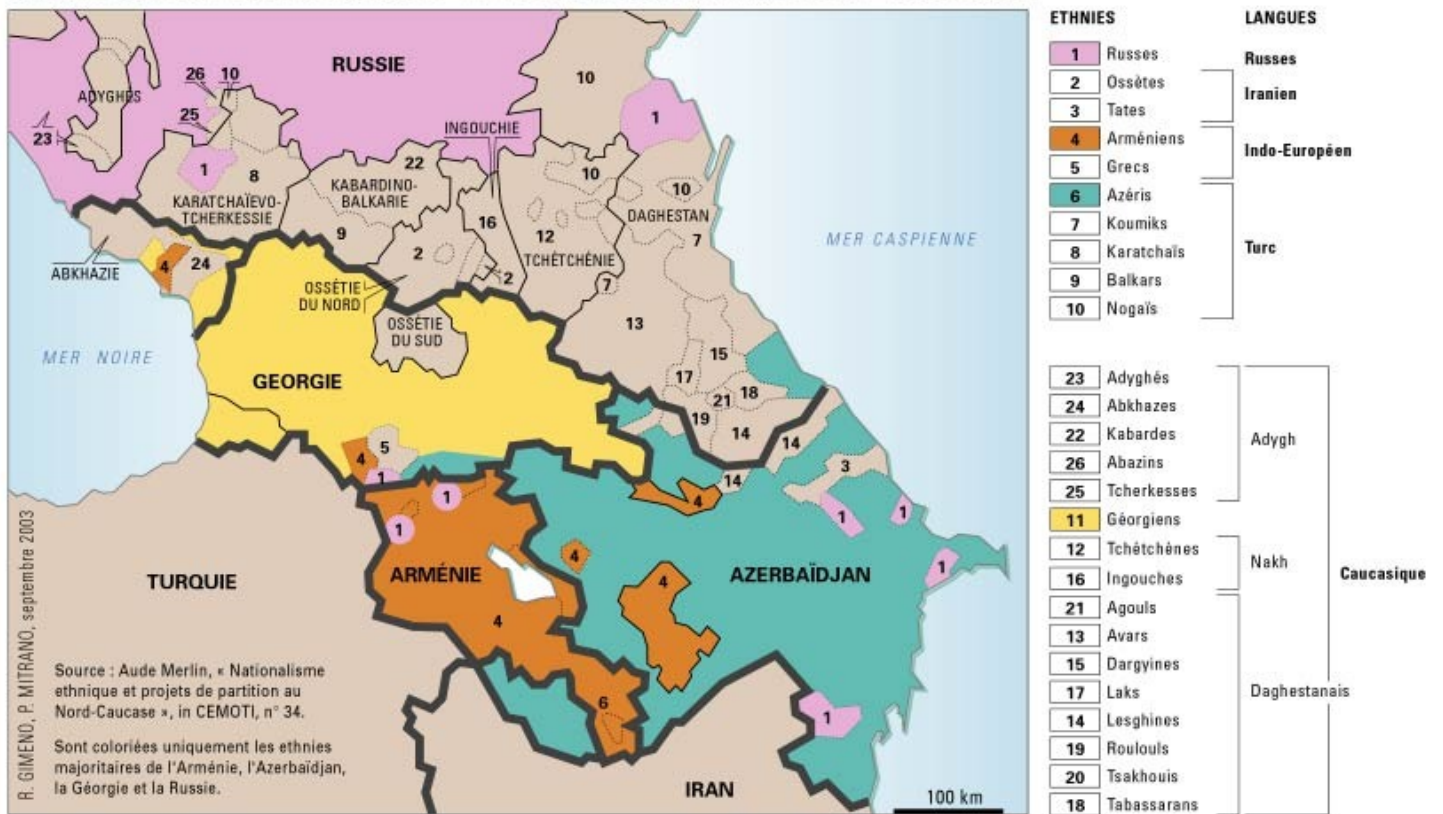 RUSSIE
26
10
10
ADYGHÉS
1
25
INGOUCHIE
23
22
10
1
8
KABARDINO-
BALKARIE
10
KARATCHAÏEVO-
TCHERKESSIE
16
DAGHESTAN
9
12
7
MER CASPIENNE
2
TCHÉTCHÉNIE
4
24
ABKHAZIE
2
OSSÉTIE
DU NORD
7
OSSÉTIE
DU SUD
13
MER NOIRE
15
GEORGIE
17
18
21
19
14
14
5
4
3
1
14
1
4
1
1
1
4
ARMÉNIE
4
AZERBAÏDJAN
1
TURQUIE
4
6
1
IRAN
100 km
R. GIMENO, P. MITRANO, septembre 2003
Source : Aude Merlin, « Nationalisme
ethnique et projets de partition au
Nord-Caucase », in CEMOTI, n° 34.
Sont coloriées uniquement les ethnies
majoritaires de l'Arménie, l'Azerbaïdjan,
la Géorgie et la Russie.
ETHNIES LANGUES
1 Russes Russes
2 Ossètes
Iranien
3 Tates
4 Arméniens
Indo-Européen
5 Grecs
6 Azéris
7 Koumiks
8 Karatchaïs Turc
9 Balkars
10 Nogaïs
23 Adyghés
24 Abkhazes
22 Kabardes Adygh
26 Abazins
25 Tcherkesses
11 Géorgiens
12 Tchétchènes
Nakh Caucasique
16 Ingouches
21 Agouls
13 Avars
15 Dargyines
17 Laks Daghestanais
14 Lesghines
19 Roulouls
20 Tsakhouis
18 Tabassarans